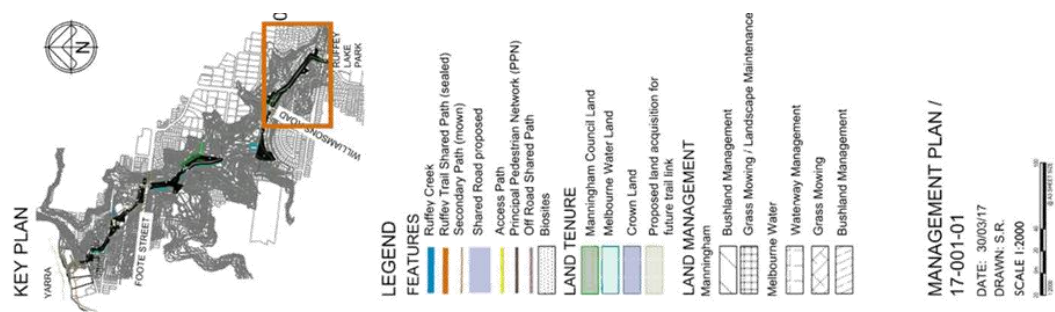 KEY PLAN
N
YARRA
FOOTE STREET
WILLIAMSONS ROAD
RUFFEY
LAKE
PARK
LEGEND
FEATURES
Ruffey Creek
Ruffey Trail Shared Path (sealed)
Secondary Path (mown)
Shared Road proposed
Access Path
Principal Pedestrian Network (PPN)
Off Road Shared Path
Biosites
LAND TENURE
Manningham Council Land
Melbourne Water Land
Crown Land
Proposed land acquisition for
future trail link
LAND MANAGEMENT
Manningham
Bushland Management
Grass Mowing / Landscape Maintenance
Melbourne Water
Waterway Management
Grass Mowing
Bushland Management
MANAGEMENT PLAN /
17-001-01
DATE: 30/03/17
DRAWN: S.R.
SCALE 1:2000